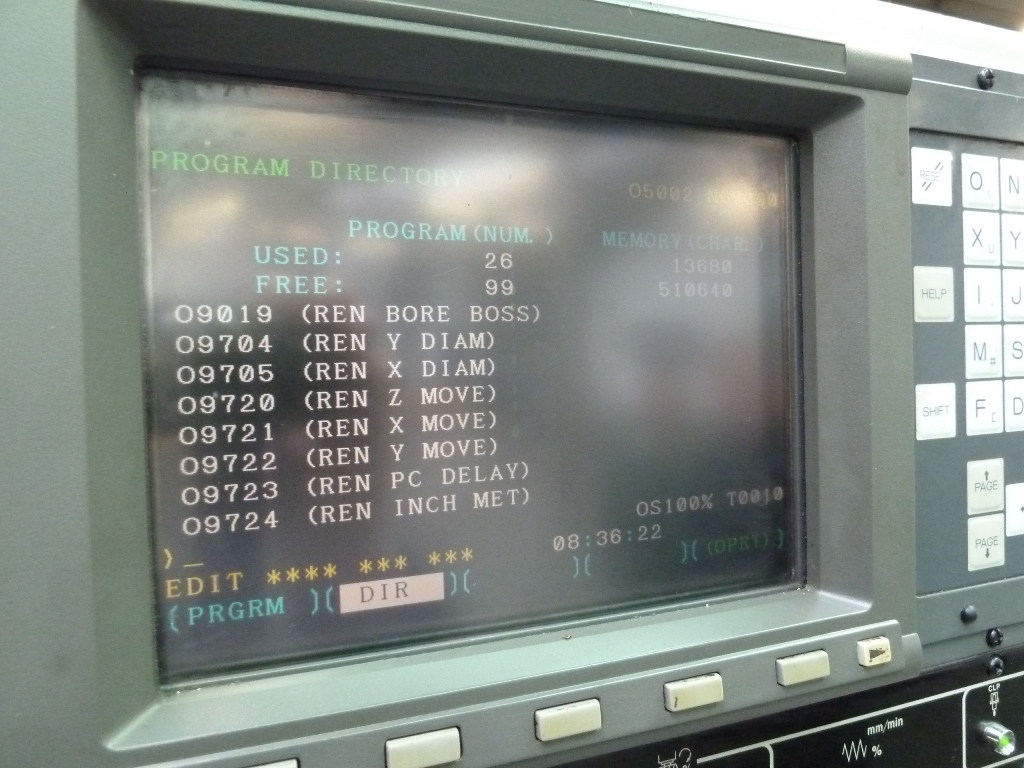 PROGRAM DIRECTORY
O5002
PROGRAM(NUM.) MEMORY(CHAR.)
USED: 26 13680
FREE: 99 510640
O9019 (REN BORE BOSS)
O9704 (REN Y DIAM)
O9705 (REN X DIAM)
O9720 (REN Z MOVE)
O9721 (REN X MOVE)
O9722 (REN Y MOVE)
O9723 (REN PC DELAY)
O9724 (REN INCH MET)
OS100% T0010
>_
EDIT **** *** *** 08:36:22
(PRGRM )( DIR )( )( )((OPRT) )
RESET
O N
X U Y
HELP I J
M # S
SHIFT F [ D
↑ PAGE
PAGE ↓
mm/min
%
CLP